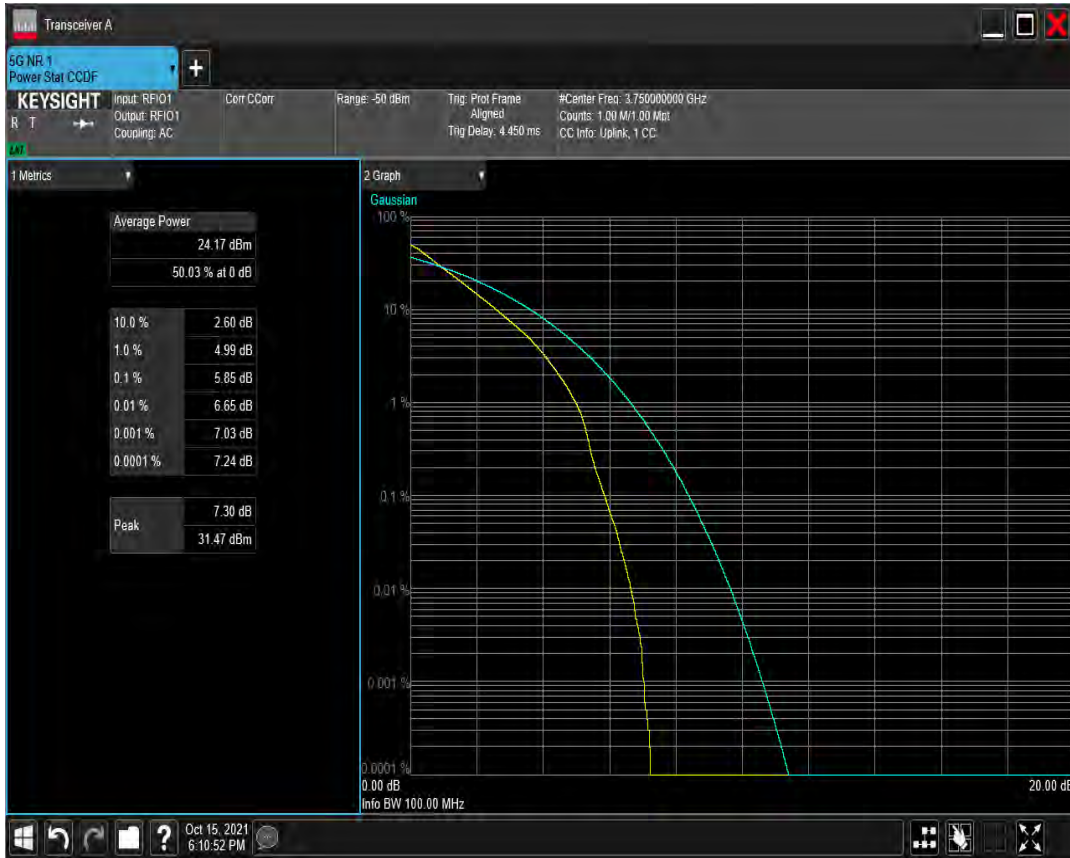 Transceiver A
5G NR 1
Power Stat CCDF
+
KEYSIGHT
R T
LXI
Input: RFIO1
Output: RFIO1
Coupling: AC
Corr CCorr
Range: -50 dBm
Trig: Prot Frame
Aligned
Trig Delay: 4.450 ms
#Center Freq: 3.750000000 GHz
Counts: 1.00 M/1.00 Mpt
CC Info: Uplink, 1 CC
1 Metrics
Average Power
24.17 dBm
50.03 % at 0 dB
10.0 % 2.60 dB
1.0 % 4.99 dB
0.1 % 5.85 dB
0.01 % 6.65 dB
0.001 % 7.03 dB
0.0001 % 7.24 dB
Peak 7.30 dB
31.47 dBm
2 Graph
Gaussian
100 %
10 %
1 %
0.1 %
0.01 %
0.001 %
0.0001 %
0.00 dB 20.00 dB
Info BW 100.00 MHz
? Oct 15, 2021
6:10:52 PM